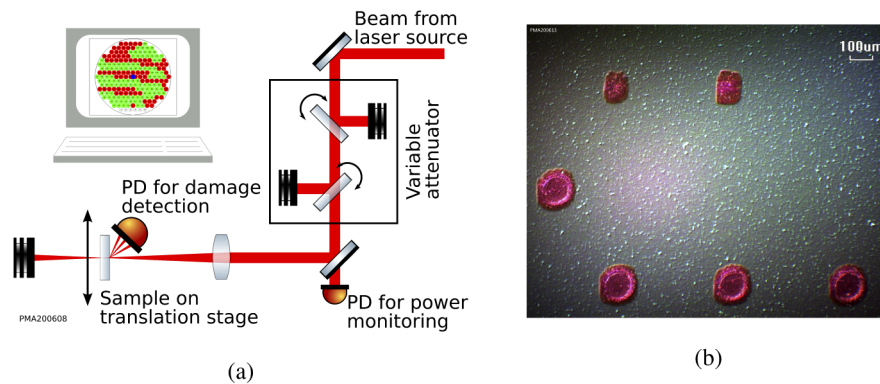 Beam from
laser source
Variable
attenuator
PD for damage
detection
Sample on
translation stage
PD for power
monitoring
PMA200608
(a)
PMA200611
100um
(b)